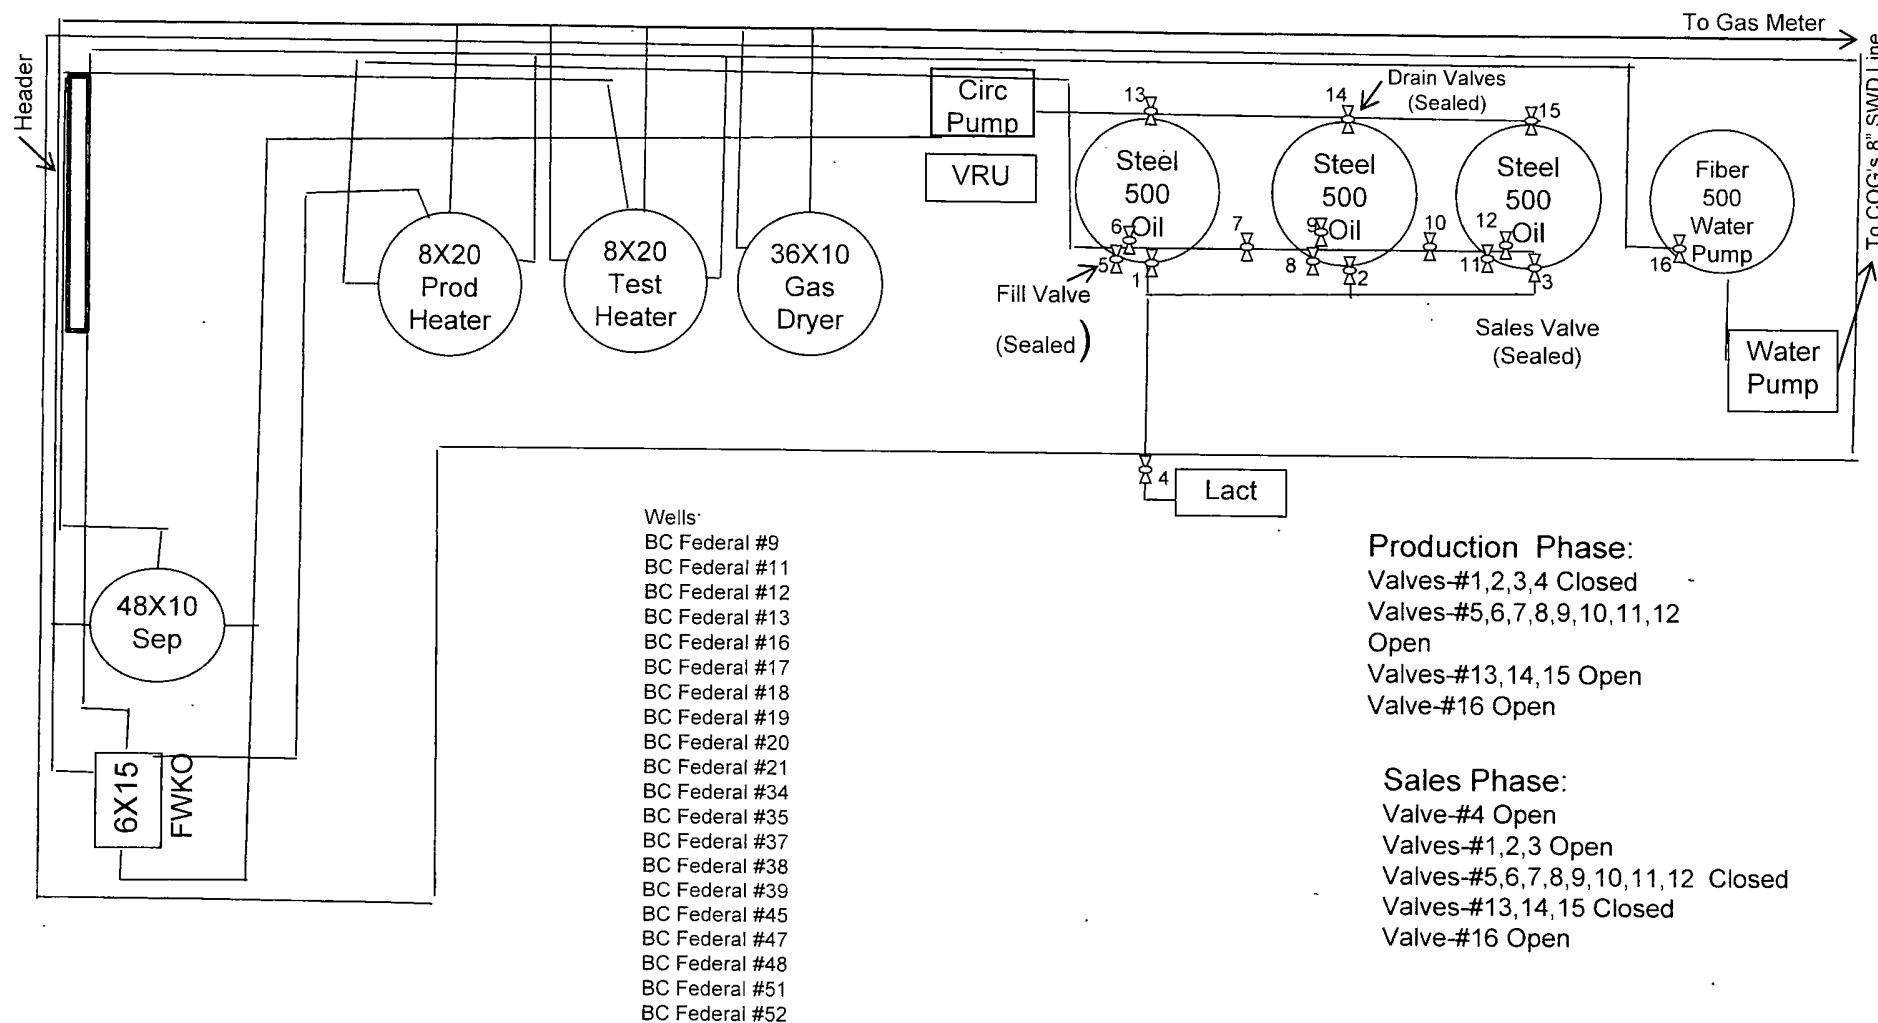 To Gas Meter
Header
To COG's 8" SWD Line
Circ
Pump
VRU
13
14
Drain Valves
(Sealed)
15
Steel
500
Oil
Steel
500
Oil
Steel
500
Oil
Fiber
500
Water
Pump
6
7
9
10
12
5
1
8
2
11
3
16
8X20
Prod
Heater
8X20
Test
Heater
36X10
Gas
Dryer
Fill Valve
(Sealed)
Sales Valve
(Sealed)
Water
Pump
4
Lact
48X10
Sep
6X15
FWKO
Wells:
BC Federal #9
BC Federal #11
BC Federal #12
BC Federal #13
BC Federal #16
BC Federal #17
BC Federal #18
BC Federal #19
BC Federal #20
BC Federal #21
BC Federal #34
BC Federal #35
BC Federal #37
BC Federal #38
BC Federal #39
BC Federal #45
BC Federal #47
BC Federal #48
BC Federal #51
BC Federal #52
Production Phase:
Valves-#1,2,3,4 Closed
Valves-#5,6,7,8,9,10,11,12
Open
Valves-#13,14,15 Open
Valve-#16 Open
Sales Phase:
Valve-#4 Open
Valves-#1,2,3 Open
Valves-#5,6,7,8,9,10,11,12 Closed
Valves-#13,14,15 Closed
Valve-#16 Open